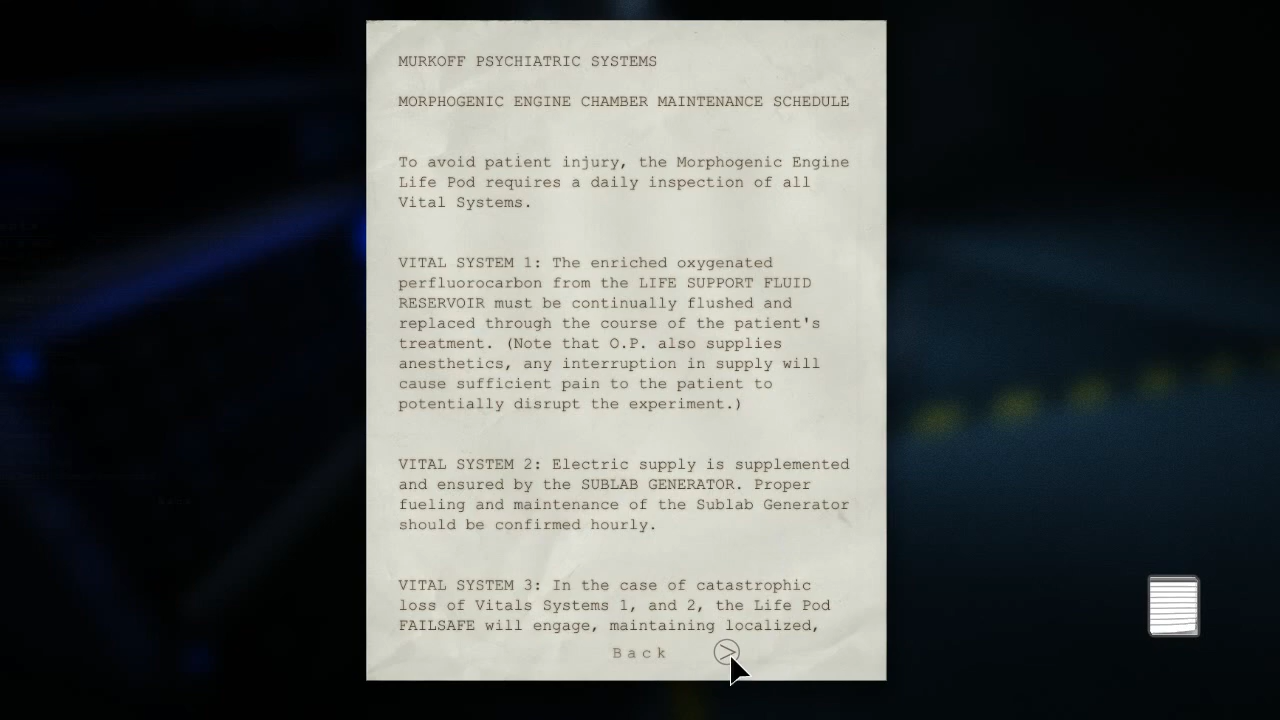 MURKOFF PSYCHIATRIC SYSTEMS
MORPHOGENIC ENGINE CHAMBER MAINTENANCE SCHEDULE
To avoid patient injury, the Morphogenic Engine
Life Pod requires a daily inspection of all
Vital Systems.
VITAL SYSTEM 1: The enriched oxygenated
perfluorocarbon from the LIFE SUPPORT FLUID
RESERVOIR must be continually flushed and
replaced through the course of the patient's
treatment. (Note that O.P. also supplies
anesthetics, any interruption in supply will
cause sufficient pain to the patient to
potentially disrupt the experiment.)
VITAL SYSTEM 2: Electric supply is supplemented
and ensured by the SUBLAB GENERATOR. Proper
fueling and maintenance of the Sublab Generator
should be confirmed hourly.
VITAL SYSTEM 3: In the case of catastrophic
loss of Vitals Systems 1, and 2, the Life Pod
FAILSAFE will engage, maintaining localized,
Back >